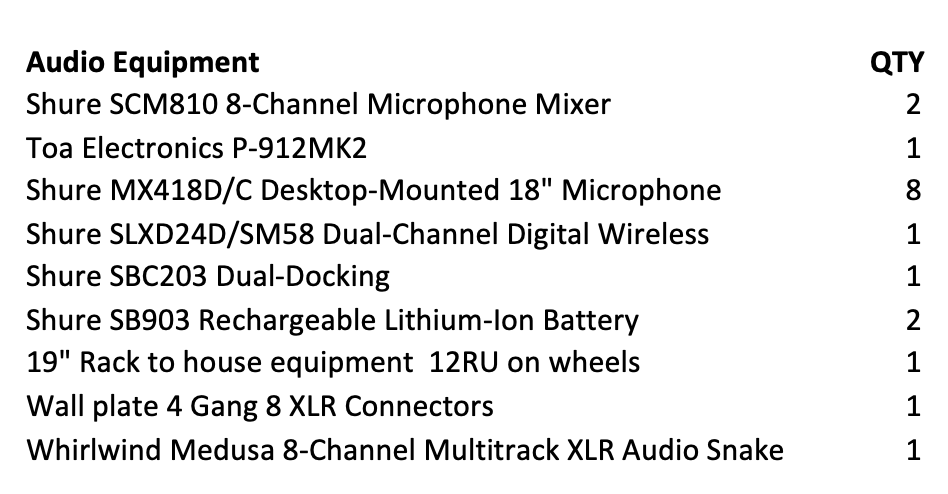 Audio Equipment QTY
Shure SCM810 8-Channel Microphone Mixer 2
Toa Electronics P-912MK2 1
Shure MX418D/C Desktop-Mounted 18" Microphone 8
Shure SLXD24D/SM58 Dual-Channel Digital Wireless 1
Shure SBC203 Dual-Docking 1
Shure SB903 Rechargeable Lithium-Ion Battery 2
19" Rack to house equipment  12RU on wheels 1
Wall plate 4 Gang 8 XLR Connectors 1
Whirlwind Medusa 8-Channel Multitrack XLR Audio Snake 1